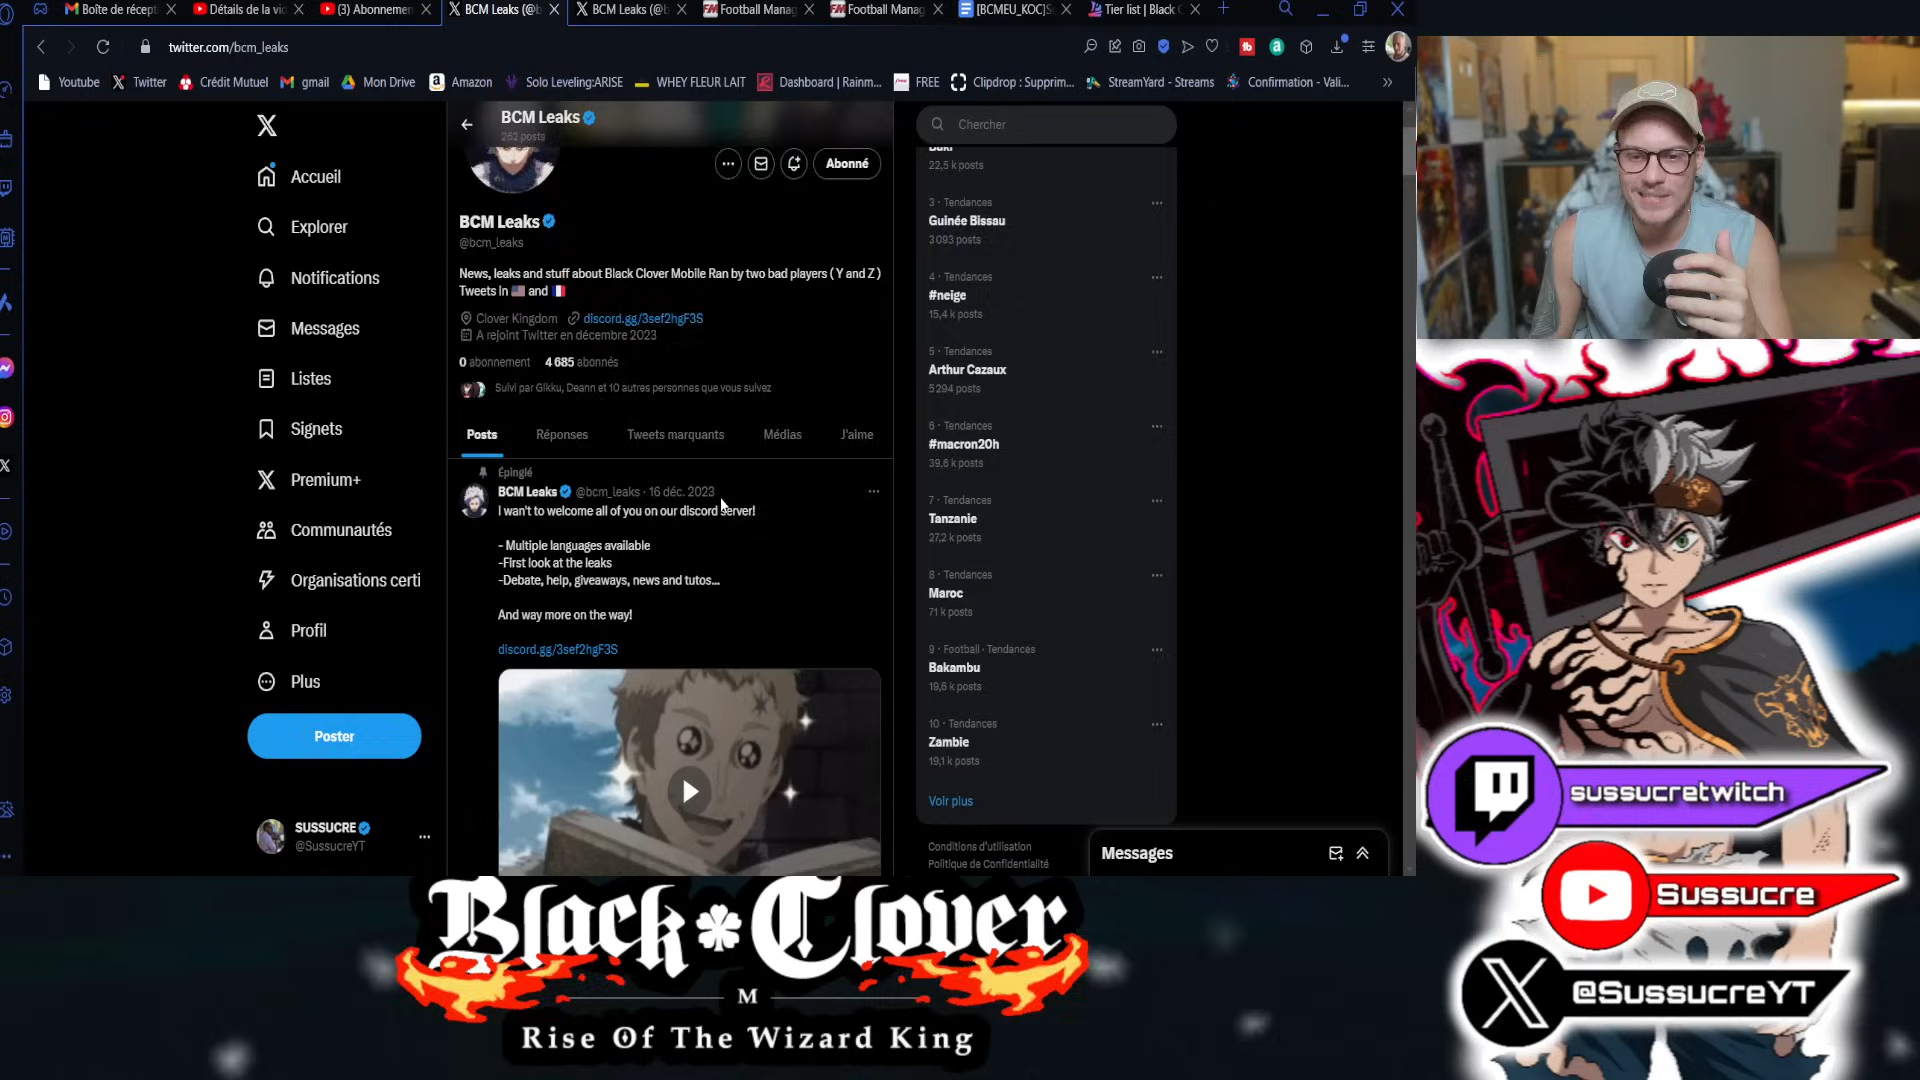 Boîte de récept
Détails de la vi
(3) Abonnemen
BCM Leaks (@b
BCM Leaks (@b
Football Manag
Football Manag
[BCMEU_KOC]S
Tier list | Black C
twitter.com/bcm_leaks
Youtube
Twitter
Crédit Mutuel
gmail
Mon Drive
Amazon
Solo Leveling:ARISE
WHEY FLEUR LAIT
Dashboard | Rainm...
FREE
Clipdrop : Supprim...
StreamYard - Streams
Confirmation - Vali...
Accueil
Explorer
Notifications
Messages
Listes
Signets
Premium+
Communautés
Organisations certi
Profil
Plus
Poster
SUSSUCRE
@SussucreYT
BCM Leaks
262 posts
Abonné
BCM Leaks
@bcm_leaks
News, leaks and stuff about Black Clover Mobile Ran by two bad players ( Y and Z )
Tweets in 🇺🇸 and 🇫🇷
Clover Kingdom discord.gg/3sef2hgF3S
A rejoint Twitter en décembre 2023
0 abonnement 4 685 abonnés
Suivi par Gikku, Deann et 10 autres personnes que vous suivez
Posts
Réponses
Tweets marquants
Médias
J'aime
Épinglé
BCM Leaks @bcm_leaks · 16 déc. 2023
I wan't to welcome all of you on our discord server!
- Multiple languages available
-First look at the leaks
-Debate, help, giveaways, news and tutos...
And way more on the way!
discord.gg/3sef2hgF3S
Chercher
Baki
22,5 k posts
3 · Tendances
Guinée Bissau
3 093 posts
4 · Tendances
#neige
15,4 k posts
5 · Tendances
Arthur Cazaux
5 294 posts
6 · Tendances
#macron20h
39,6 k posts
7 · Tendances
Tanzanie
27,2 k posts
8 · Tendances
Maroc
71 k posts
9 · Football · Tendances
Bakambu
19,6 k posts
10 · Tendances
Zambie
19,1 k posts
Voir plus
Conditions d'utilisation
Politique de Confidentialité
Messages
Black Clover
M
Rise Of The Wizard King
sussucretwitch
Sussucre
@SussucreYT